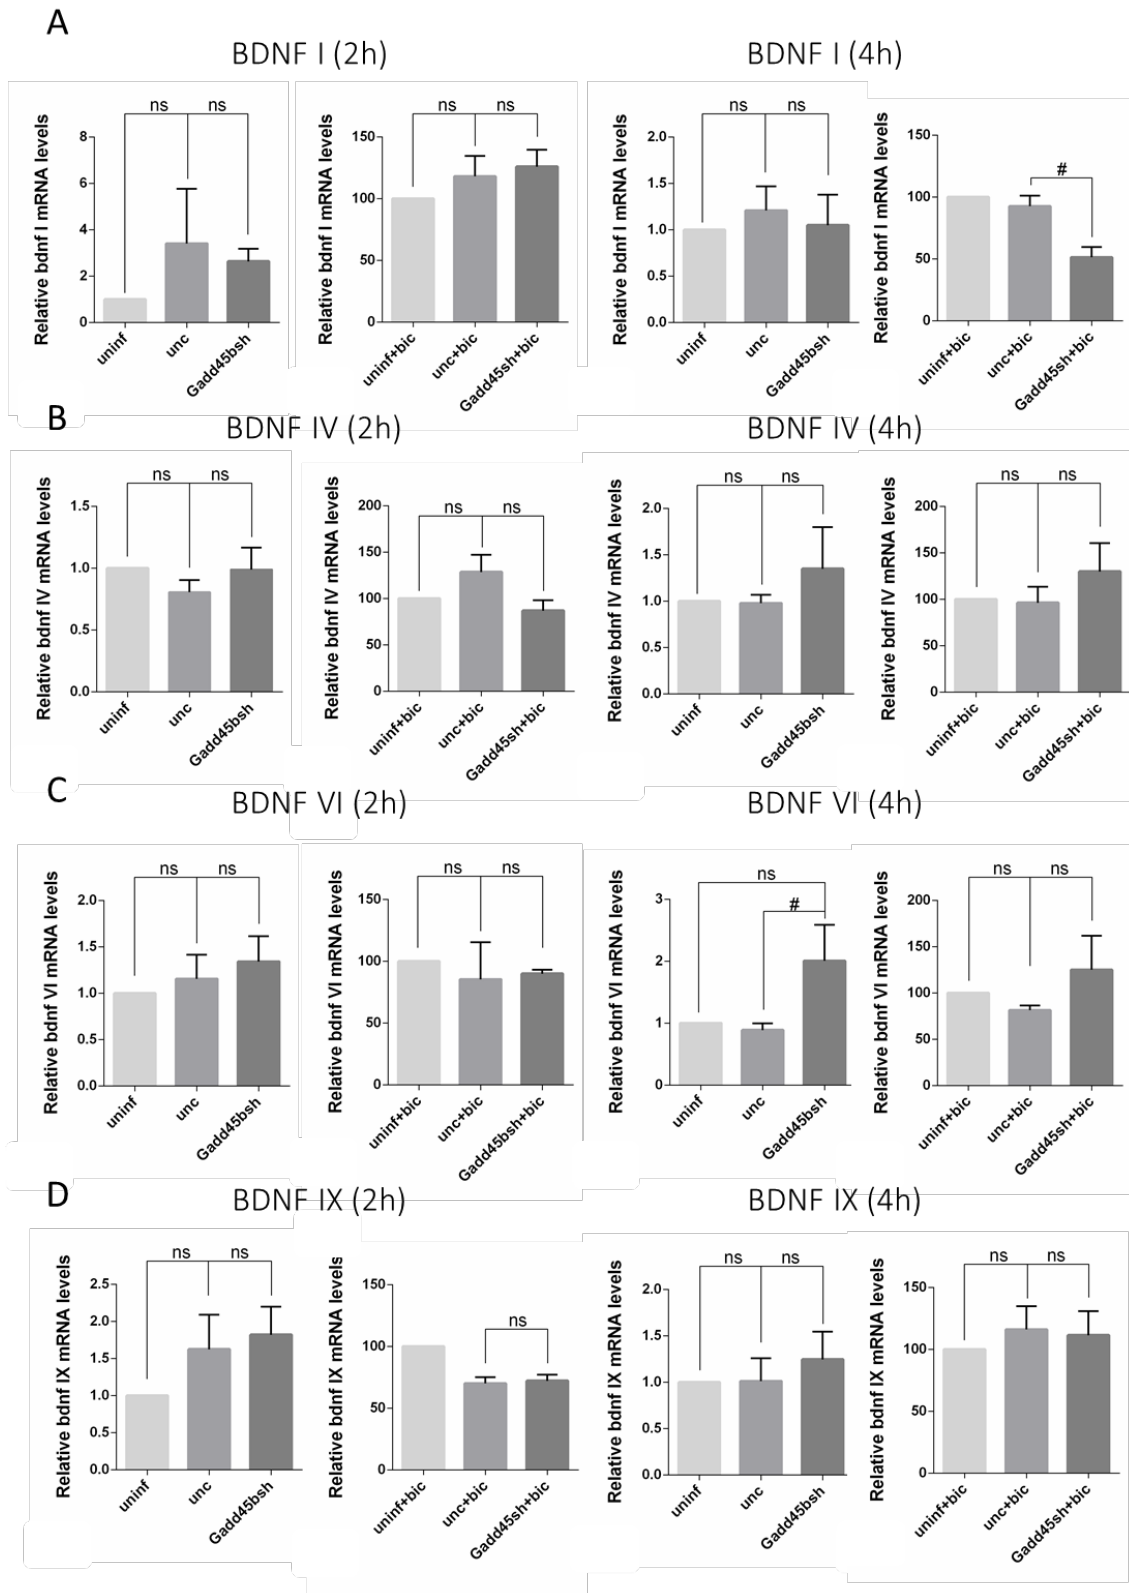 A
BDNF I (2h)
BDNF I (4h)
Relative bdnf I mRNA levels
8
6
4
2
0
ns
ns
uninf
unc
Gadd45bsh
Relative bdnf I mRNA levels
150
100
50
0
ns
ns
uninf+bic
unc+bic
Gadd45sh+bic
Relative bdnf I mRNA levels
2.0
1.5
1.0
0.5
0.0
ns
ns
uninf
unc
Gadd45bsh
Relative bdnf I mRNA levels
150
100
50
0
#
uninf+bic
unc+bic
Gadd45sh+bic
B
BDNF IV (2h)
BDNF IV (4h)
Relative bdnf IV mRNA levels
1.5
1.0
0.5
0.0
ns
ns
uninf
unc
Gadd45bsh
Relative bdnf IV mRNA levels
200
150
100
50
0
ns
ns
uninf+bic
unc+bic
Gadd45sh+bic
Relative bdnf IV mRNA levels
2.0
1.5
1.0
0.5
0.0
ns
ns
uninf
unc
Gadd45bsh
Relative bdnf IV mRNA levels
200
150
100
50
0
ns
ns
uninf+bic
unc+bic
Gadd45sh+bic
C
BDNF VI (2h)
BDNF VI (4h)
Relative bdnf VI mRNA levels
2.0
1.5
1.0
0.5
0.0
ns
ns
uninf
unc
Gadd45bsh
Relative bdnf VI mRNA levels
150
100
50
0
ns
ns
uninf+bic
unc+bic
Gadd45bsh+bic
Relative bdnf VI mRNA levels
3
2
1
0
ns
#
uninf
unc
Gadd45bsh
Relative bdnf VI mRNA levels
200
150
100
50
0
ns
ns
uninf+bic
unc+bic
Gadd45sh+bic
D
BDNF IX (2h)
BDNF IX (4h)
Relative bdnf IX mRNA levels
2.5
2.0
1.5
1.0
0.5
0.0
ns
ns
uninf
unc
Gadd45bsh
Relative bdnf IX mRNA levels
150
100
50
0
ns
uninf+bic
unc+bic
Gadd45sh+bic
Relative bdnf IX mRNA levels
2.0
1.5
1.0
0.5
0.0
ns
ns
uninf
unc
Gadd45bsh
Relative bdnf IX mRNA levels
150
100
50
0
ns
ns
uninf+bic
unc+bic
Gadd45sh+bic